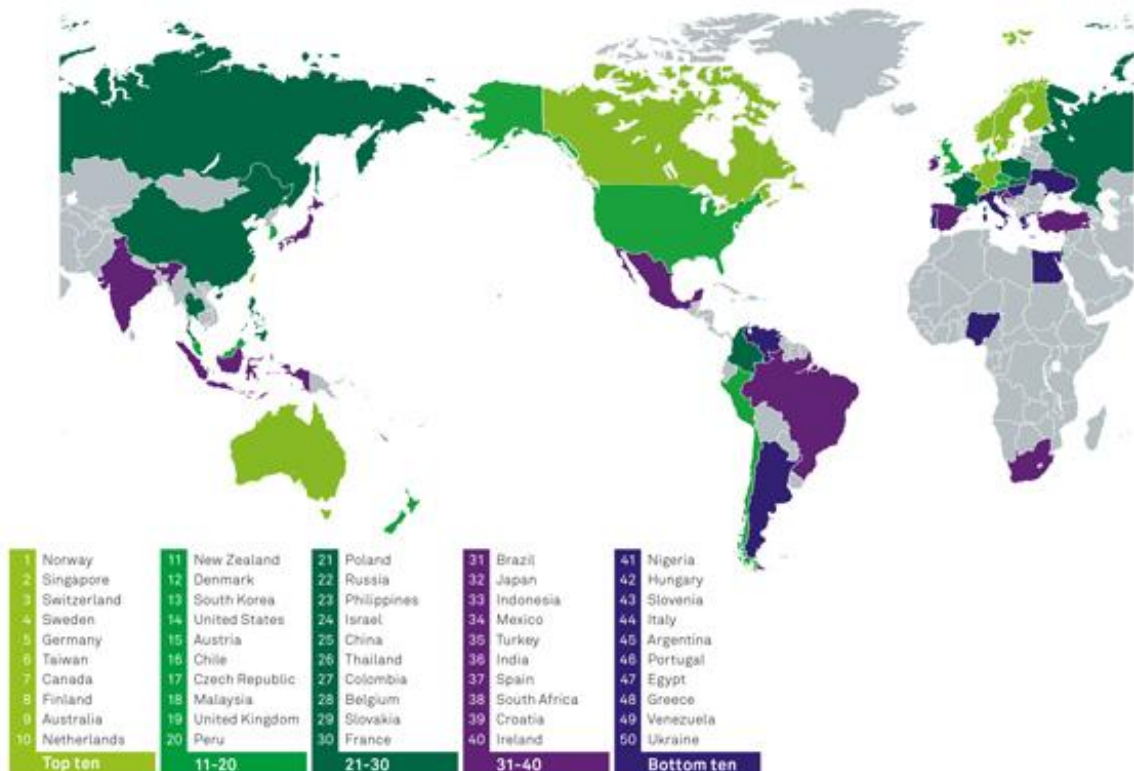 1 Norway
2 Singapore
3 Switzerland
4 Sweden
5 Germany
6 Taiwan
7 Canada
8 Finland
9 Australia
10 Netherlands
Top ten
11 New Zealand
12 Denmark
13 South Korea
14 United States
15 Austria
16 Chile
17 Czech Republic
18 Malaysia
19 United Kingdom
20 Peru
11-20
21 Poland
22 Russia
23 Philippines
24 Israel
25 China
26 Thailand
27 Colombia
28 Belgium
29 Slovakia
30 France
21-30
31 Brazil
32 Japan
33 Indonesia
34 Mexico
35 Turkey
36 India
37 Spain
38 South Africa
39 Croatia
40 Ireland
31-40
41 Nigeria
42 Hungary
43 Slovenia
44 Italy
45 Argentina
46 Portugal
47 Egypt
48 Greece
49 Venezuela
50 Ukraine
Bottom ten